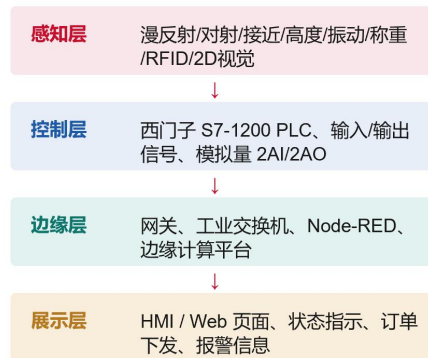 感知层
漫反射/对射/接近/高度/振动/称重
/RFID/2D视觉
↓
控制层
西门子 S7-1200 PLC、输入/输出
信号、模拟量 2AI/2AO
↓
边缘层
网关、工业交换机、Node-RED、
边缘计算平台
↓
展示层
HMI / Web 页面、状态指示、订单
下发、报警信息